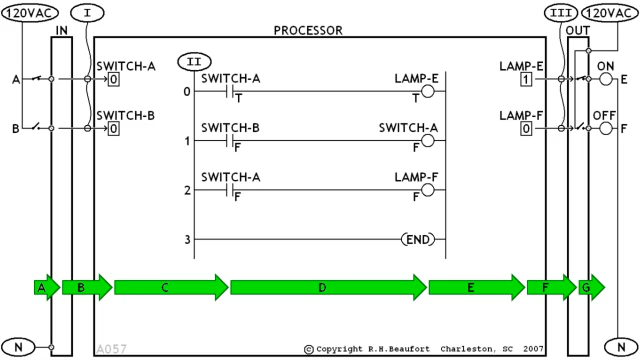 120VAC I III 120VAC
IN PROCESSOR OUT
SWITCH-A II SWITCH-A LAMP-E LAMP-E ON
A 0 0 T T 1 E
SWITCH-B SWITCH-B SWITCH-A LAMP-F OFF
B 0 1 F F 0 F
SWITCH-A LAMP-F
2 F F
3 END
A B C D E F G
N A057 © Copyright R.H.Beaufort Charleston, SC 2007 N